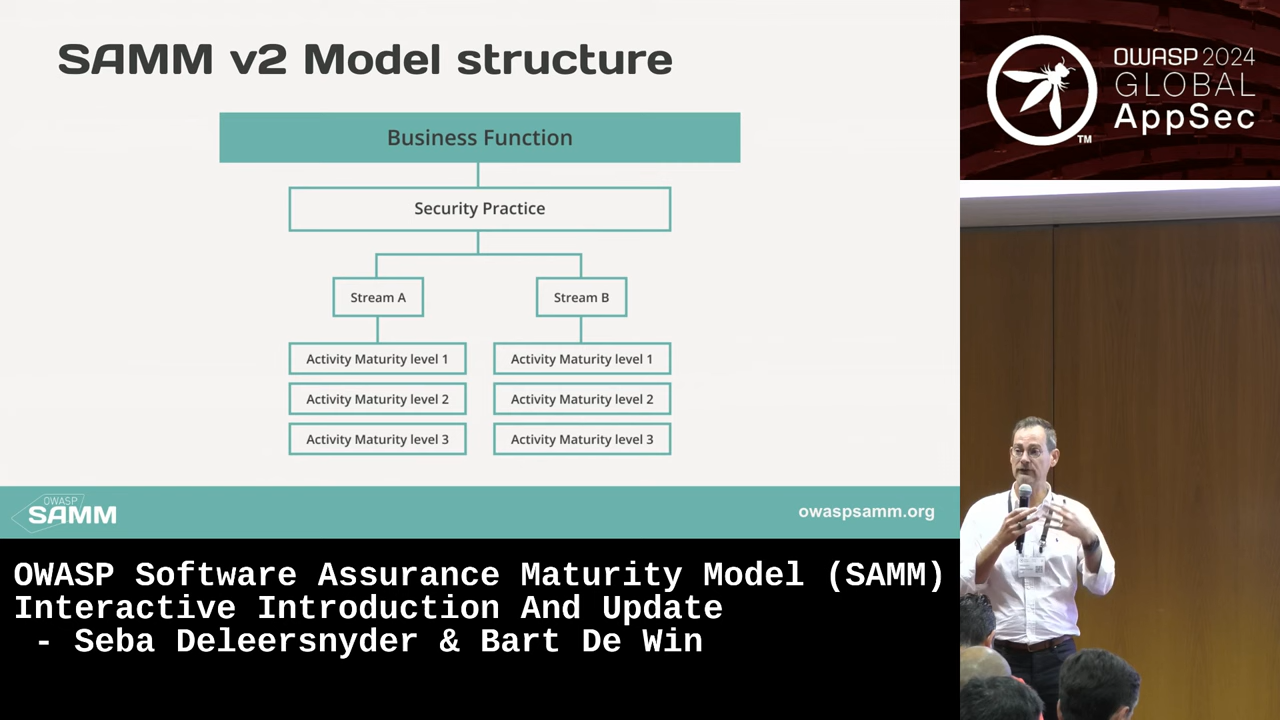 SAMM v2 Model structure
Business Function
Security Practice
Stream A
Stream B
Activity Maturity level 1
Activity Maturity level 1
Activity Maturity level 2
Activity Maturity level 2
Activity Maturity level 3
Activity Maturity level 3
OWASP
SAMM
owaspsamm.org
OWASP 2024
GLOBAL
AppSec
TM
OWASP Software Assurance Maturity Model (SAMM)
Interactive Introduction And Update
- Seba Deleersnyder & Bart De Win